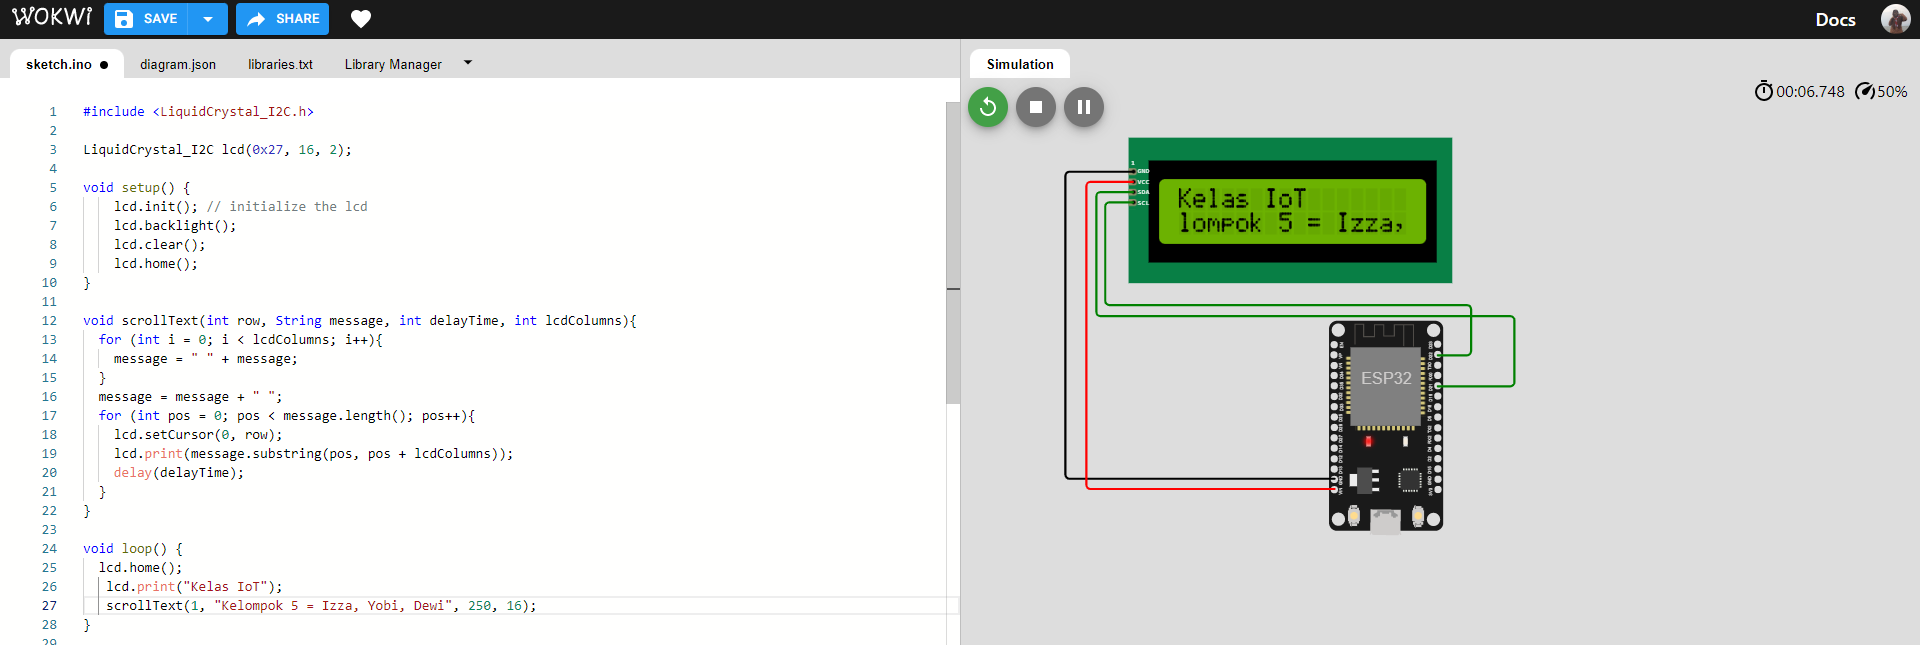 WOKWI
SAVE
SHARE
Docs
sketch.ino ●
diagram.json
libraries.txt
Library Manager
Simulation
00:06.748
50%
1 #include <LiquidCrystal_I2C.h>
2
3 LiquidCrystal_I2C lcd(0x27, 16, 2);
4
5 void setup() {
6 lcd.init(); // initialize the lcd
7 lcd.backlight();
8 lcd.clear();
9 lcd.home();
10 }
11
12 void scrollText(int row, String message, int delayTime, int lcdColumns){
13 for (int i = 0; i < lcdColumns; i++){
14 message = " " + message;
15 }
16 message = message + " ";
17 for (int pos = 0; pos < message.length(); pos++){
18 lcd.setCursor(0, row);
19 lcd.print(message.substring(pos, pos + lcdColumns));
20 delay(delayTime);
21 }
22 }
23
24 void loop() {
25 lcd.home();
26 lcd.print("Kelas IoT");
27 scrollText(1, "Kelompok 5 = Izza, Yobi, Dewi", 250, 16);
28 }
29
1
GND
VCC
SDA
SCL
Kelas IoT
lompok 5 = Izza,
ESP32